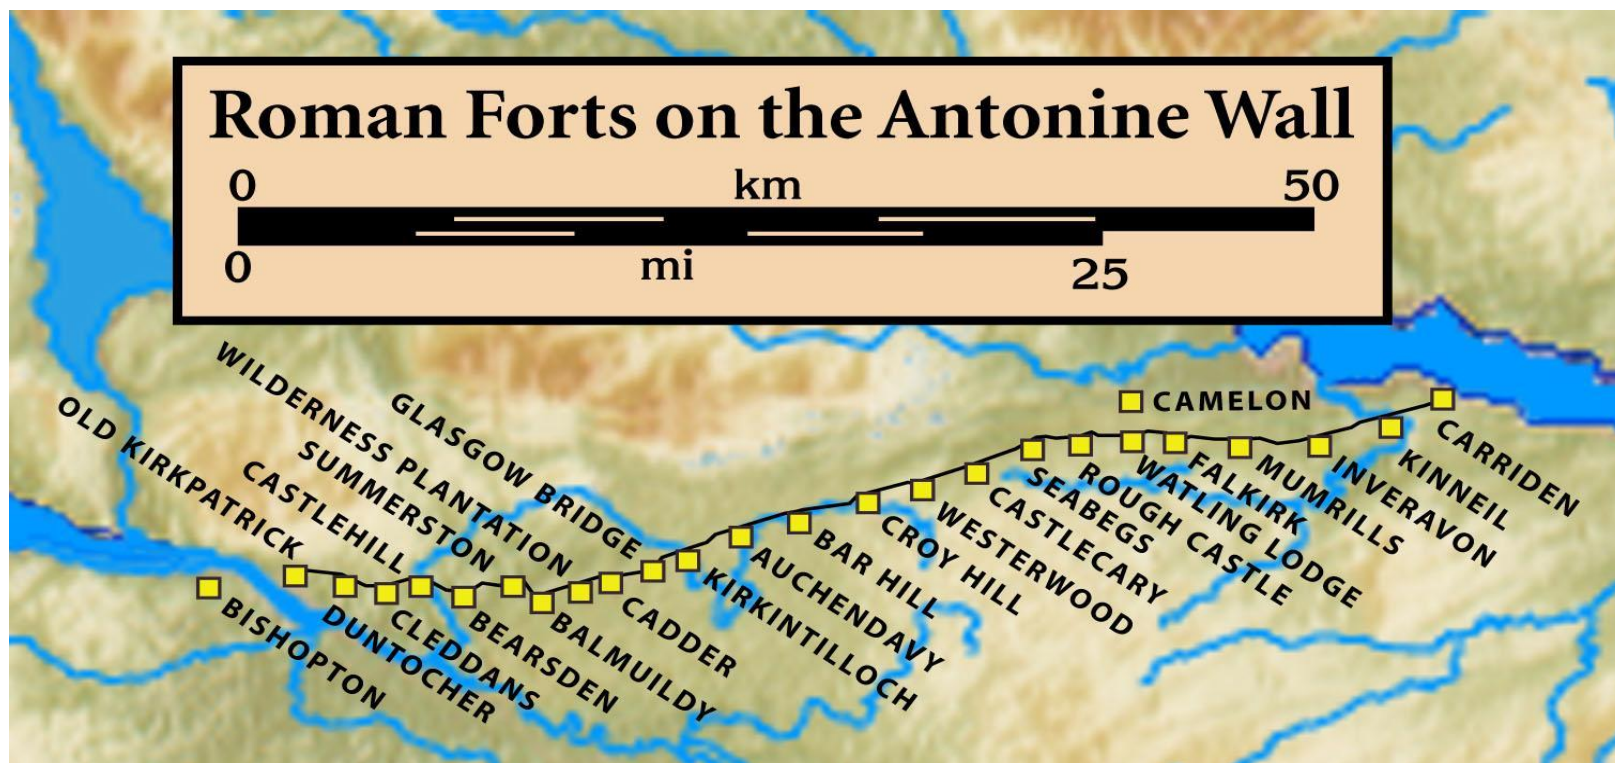 Roman Forts on the Antonine Wall
0 km 50
0 mi 25
WILDERNESS PLANTATION
GLASGOW BRIDGE
OLD KIRKPATRICK
SUMMERSTON
CASTLEHILL
CAMELON
CARRIDEN
KINNEIL
INVERAVON
MUMRILLS
FALKIRK
WATLING LODGE
ROUGH CASTLE
SEABEGS
CASTLECARY
WESTERWOOD
CROY HILL
BAR HILL
AUCHENDAVY
KIRKINTILLOCH
CADDER
BALMUILDY
BEARSDEN
CLEDDANS
DUNTOCHER
BISHOPTON